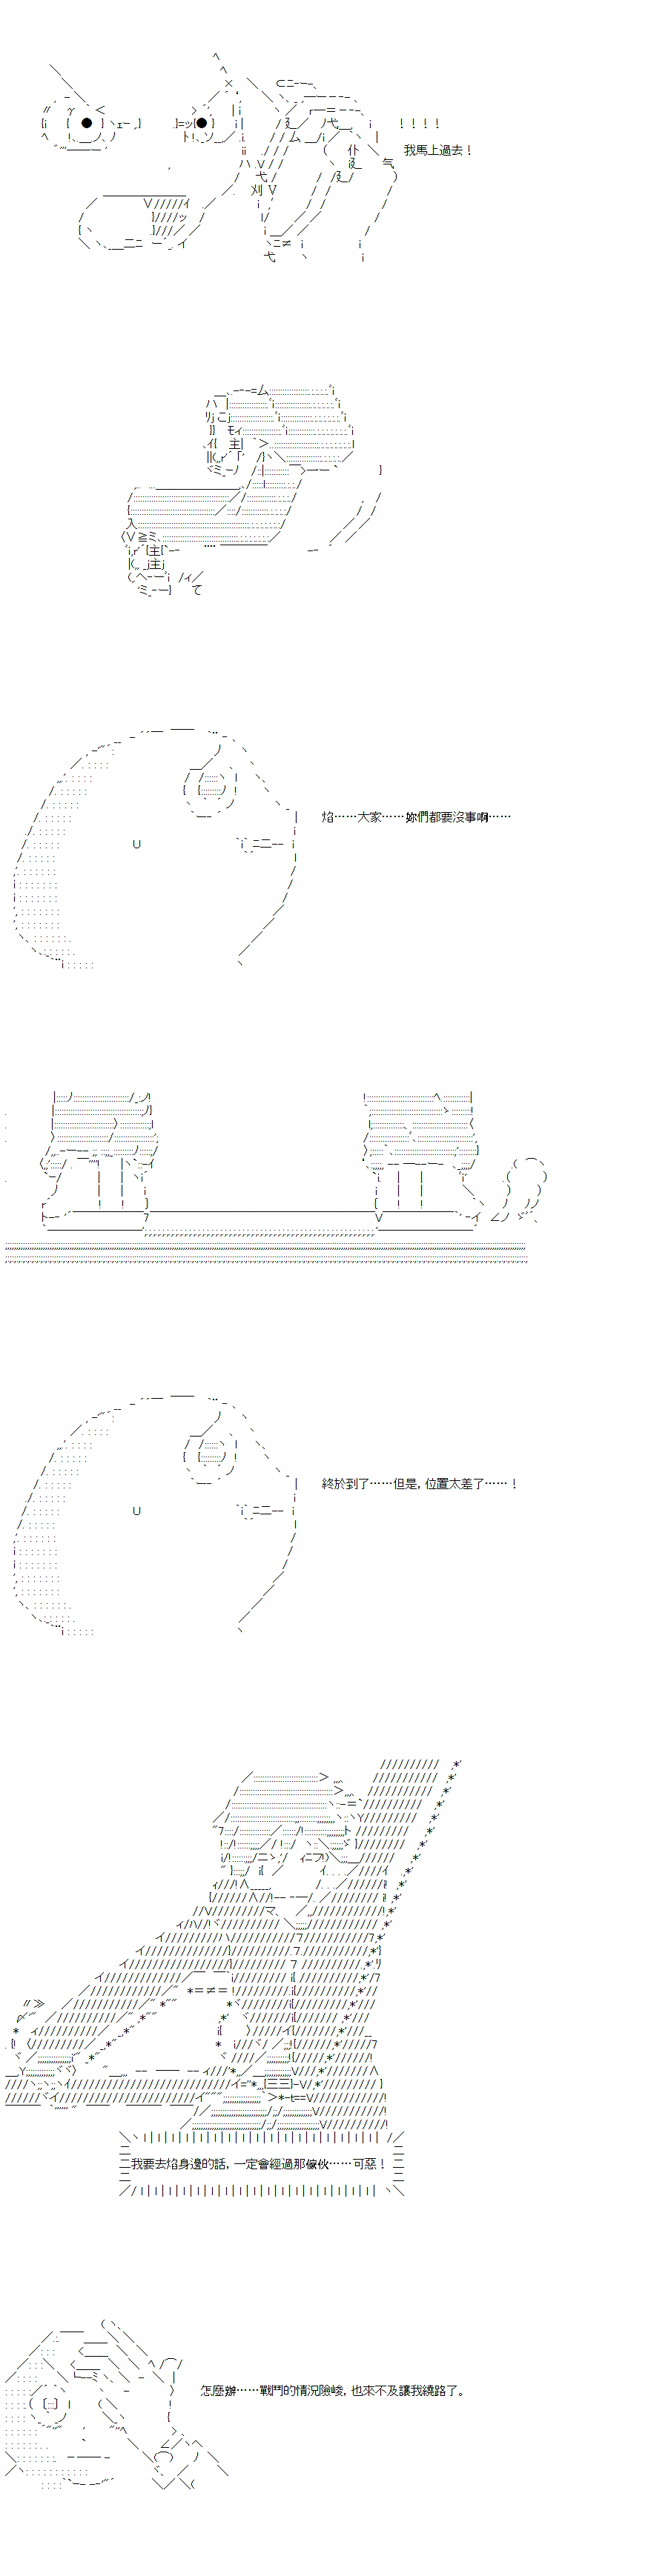 ！！！！
我馬上過去！
焰……大家……妳們都要沒事啊……
終於到了……但是，位置太差了……！
我要去焰身邊的話，一定會經過那傢伙……可惡！
怎麼辦……戰鬥的情況險峻，也來不及讓我繞路了。